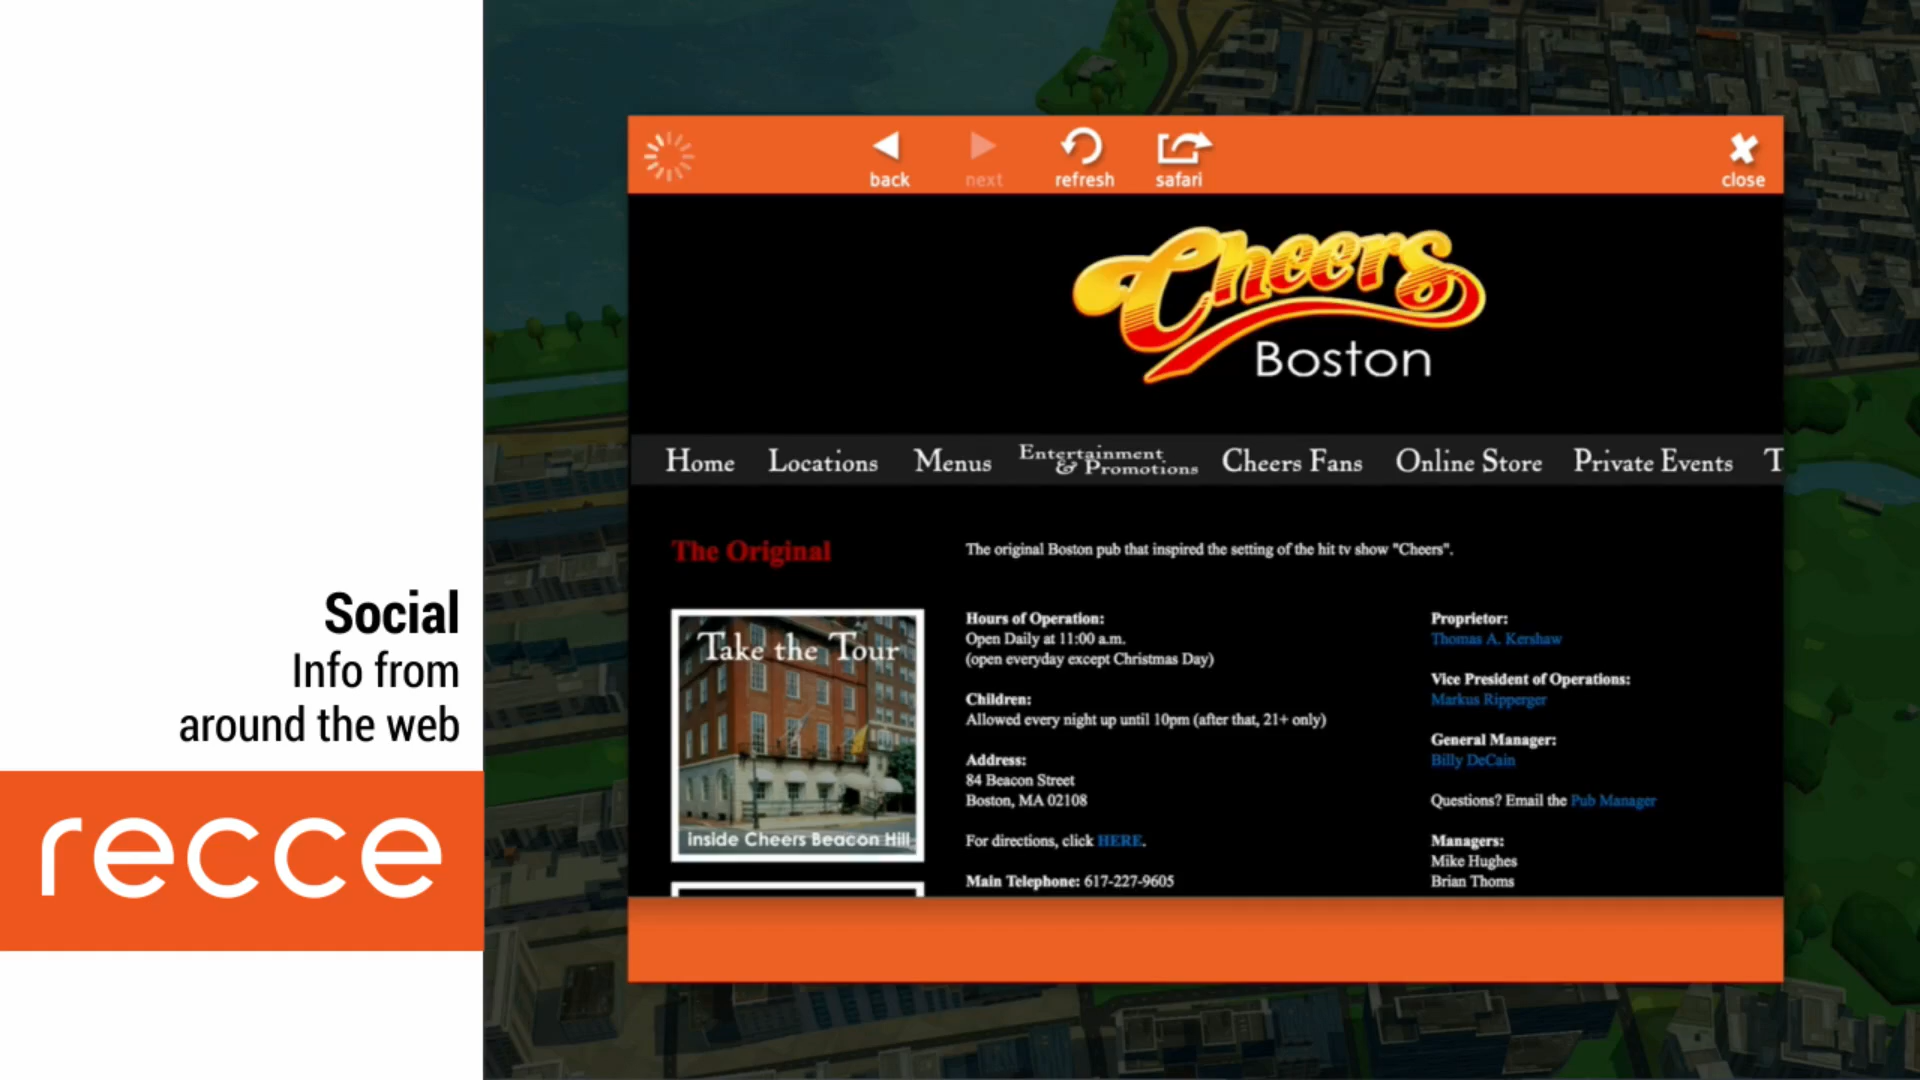 Social
Info from
around the web
recce
back
next
refresh
safari
close
Cheers
Boston
Home
Locations
Menus
Entertainment
& Promotions
Cheers Fans
Online Store
Private Events
T
The Original
Take the Tour
inside Cheers Beacon Hill
The original Boston pub that inspired the setting of the hit tv show "Cheers".
Hours of Operation:
Open Daily at 11:00 a.m.
(open everyday except Christmas Day)
Children:
Allowed every night up until 10pm (after that, 21+ only)
Address:
84 Beacon Street
Boston, MA 02108
For directions, click HERE.
Main Telephone: 617-227-9605
Proprietor:
Thomas A. Kershaw
Vice President of Operations:
Markus Ripperger
General Manager:
Billy DeCain
Questions? Email the Pub Manager
Managers:
Mike Hughes
Brian Thoms